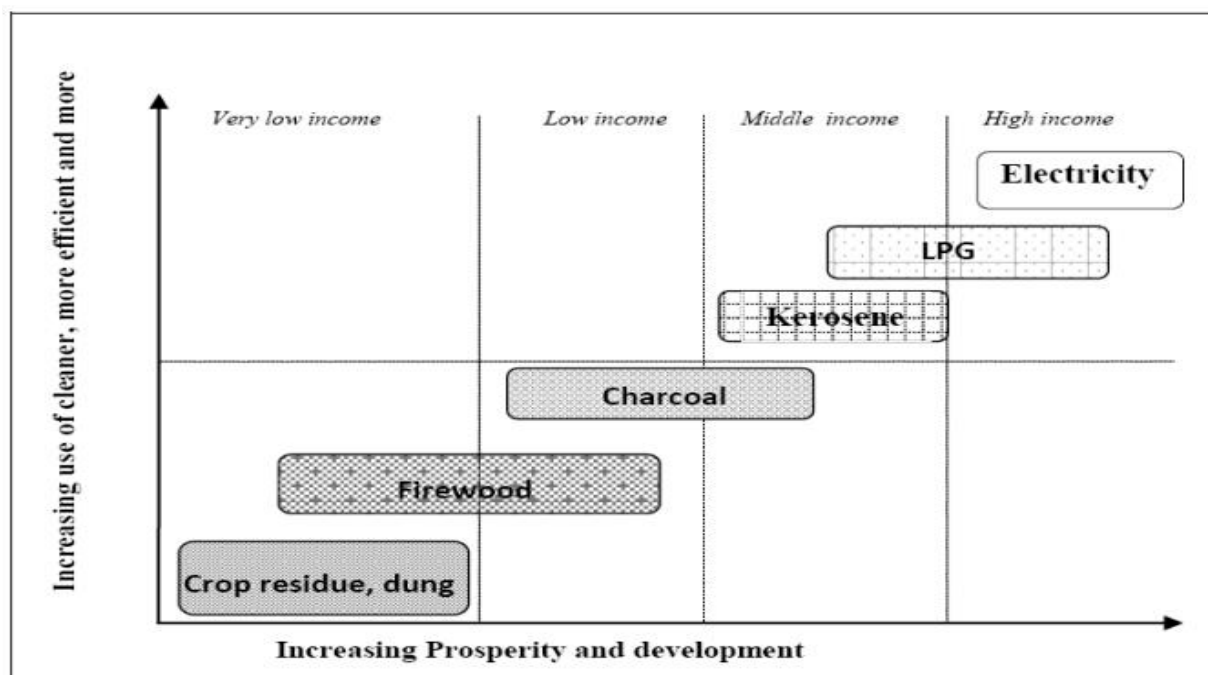 Increasing use of cleaner, more efficient and more
Very low income
Low income
Middle income
High income
Electricity
LPG
Kerosene
Charcoal
Firewood
Crop residue, dung
Increasing Prosperity and development